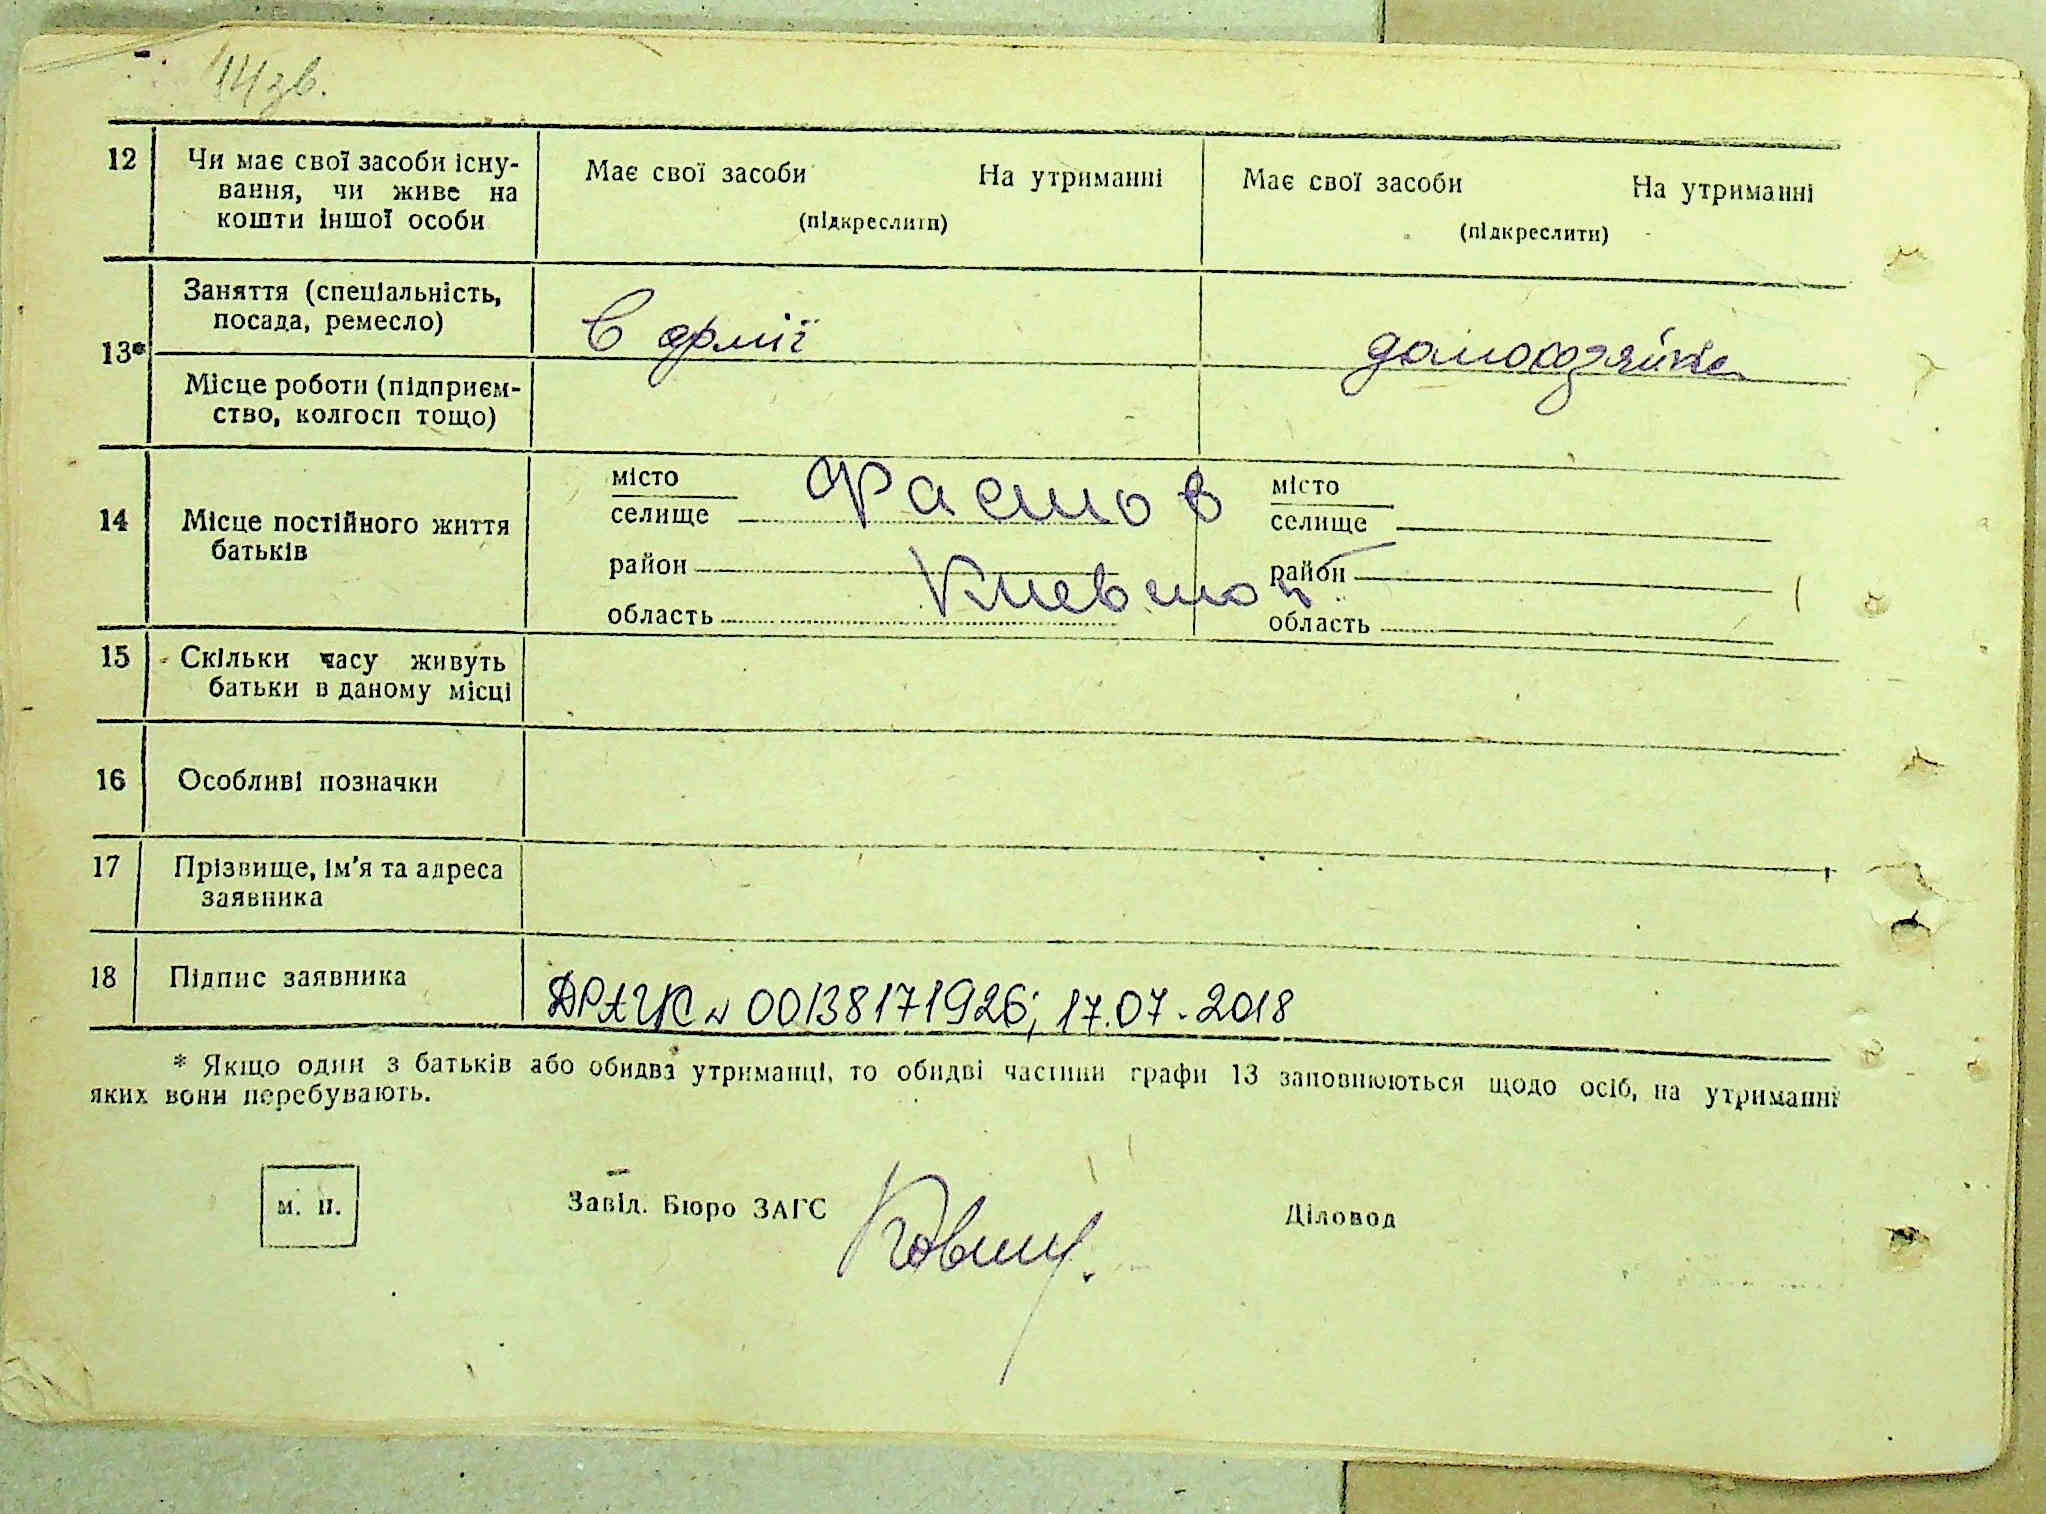 14 зв.
12 Чи має свої засоби існу-
вання, чи живе на
кошти іншої особи
Має свої засоби На утриманні
(підкреслити)
Має свої засоби На утриманні
(підкреслити)
13* Заняття (спеціальність,
посада, ремесло)
в армії
домохазяйка
Місце роботи (підприєм-
ство, колгосп тощо)
14 Місце постійного життя
батьків
місто
селище Фастов
район
область Киевской
місто
селище
район
область
15 Скільки часу живуть
батьки в даному місці
16 Особливі позначки
17 Прізвище, ім'я та адреса
заявника
18 Підпис заявника
ДРАЦС № 00138171926; 17.07.2018
* Якщо один з батьків або обидва утриманці, то обидві частини графи 13 заповнюються щодо осіб, на утриманні
яких вони перебувають.
м. п.
Завід. Бюро ЗАГС
Діловод